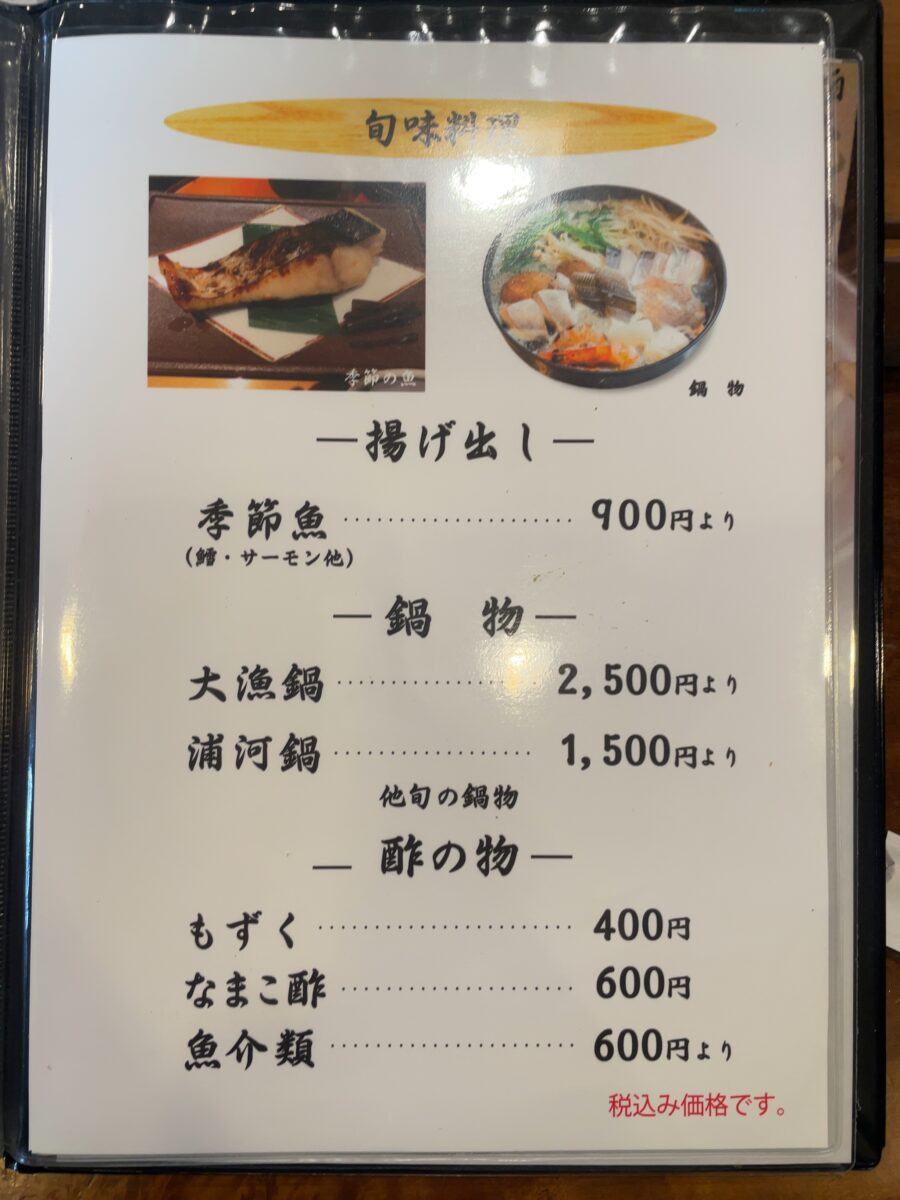 旬味料理
季節の魚
鍋 物
―揚げ出し―
季節魚 ………………… 900円より
(鱈・サーモン他)
―鍋 物―
大漁鍋 ………………… 2,500円より
浦河鍋 ………………… 1,500円より
他旬の鍋物
― 酢の物―
もずく ………………… 400円
なまこ酢 ………………… 600円
魚介類 ………………… 600円より
税込み価格です。